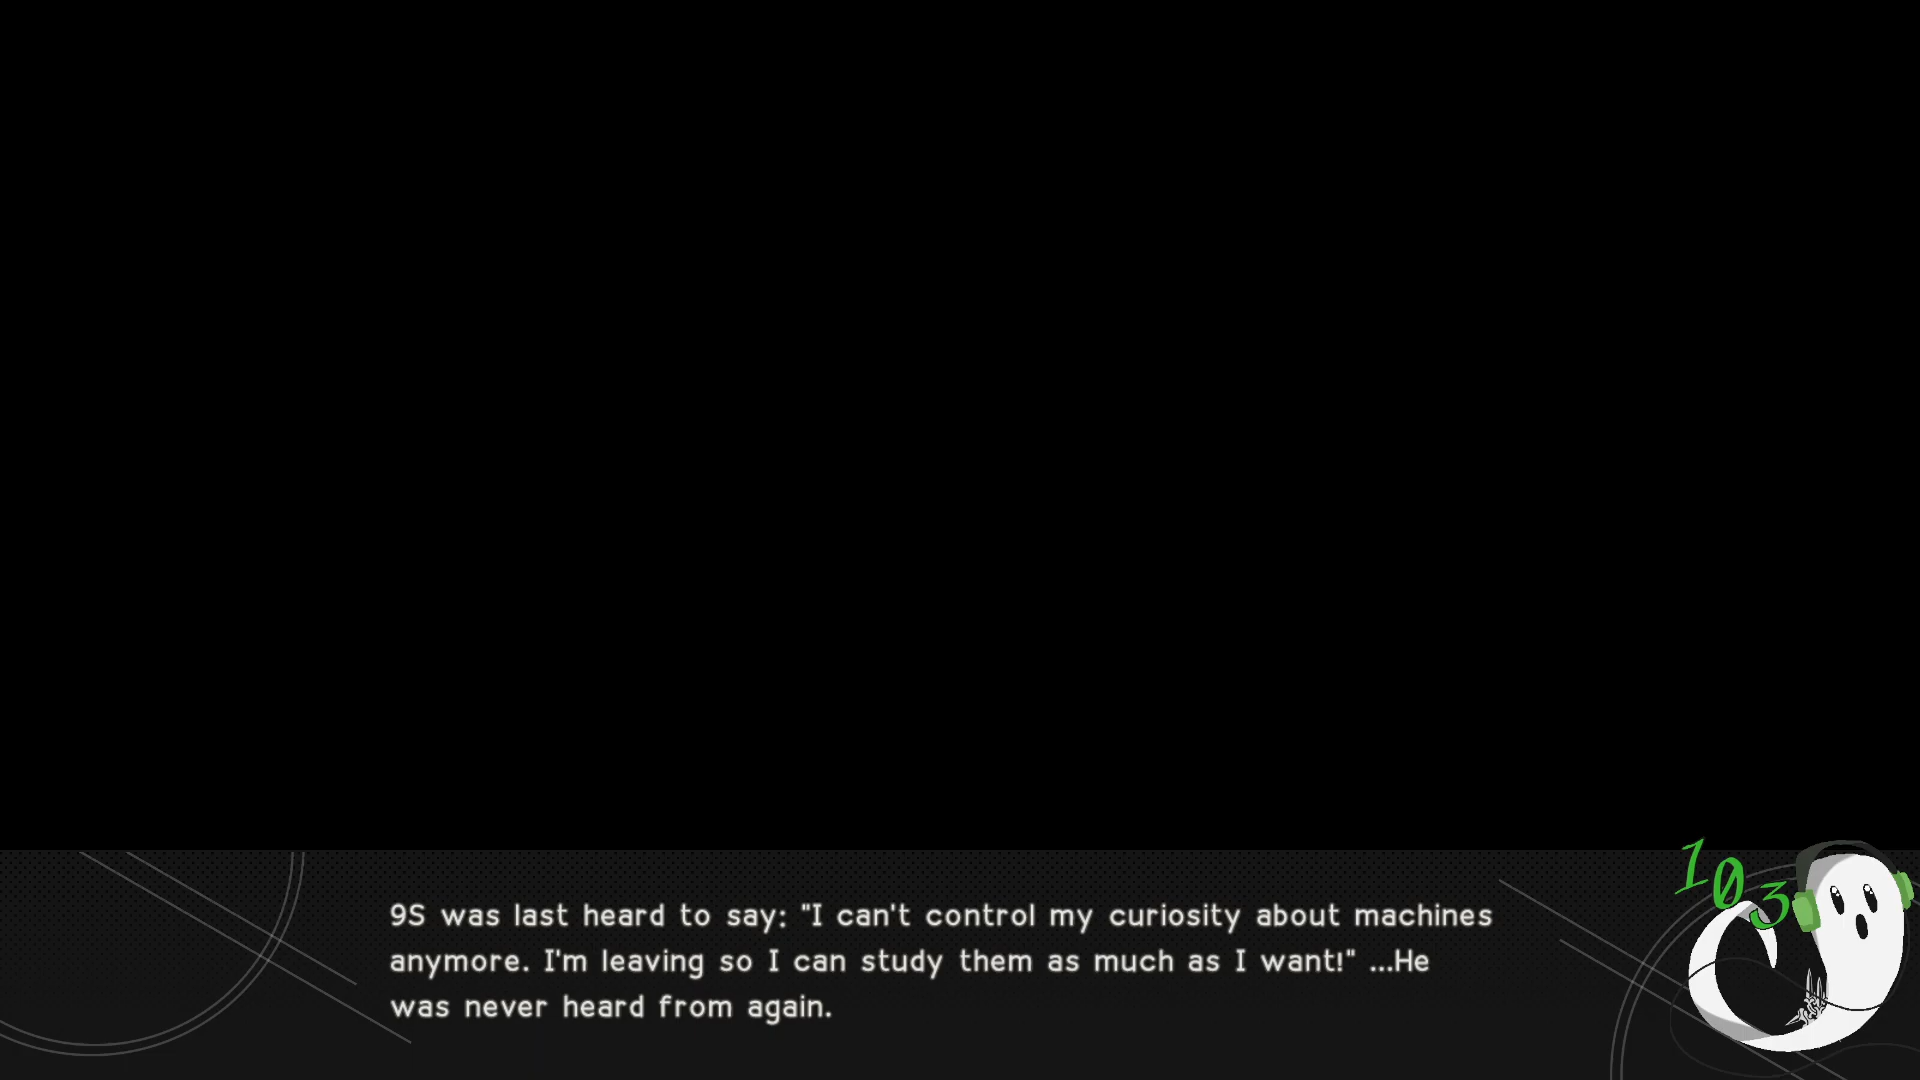 103
9S was last heard to say: "I can't control my curiosity about machines
anymore. I'm leaving so I can study them as much as I want!" ...He
was never heard from again.